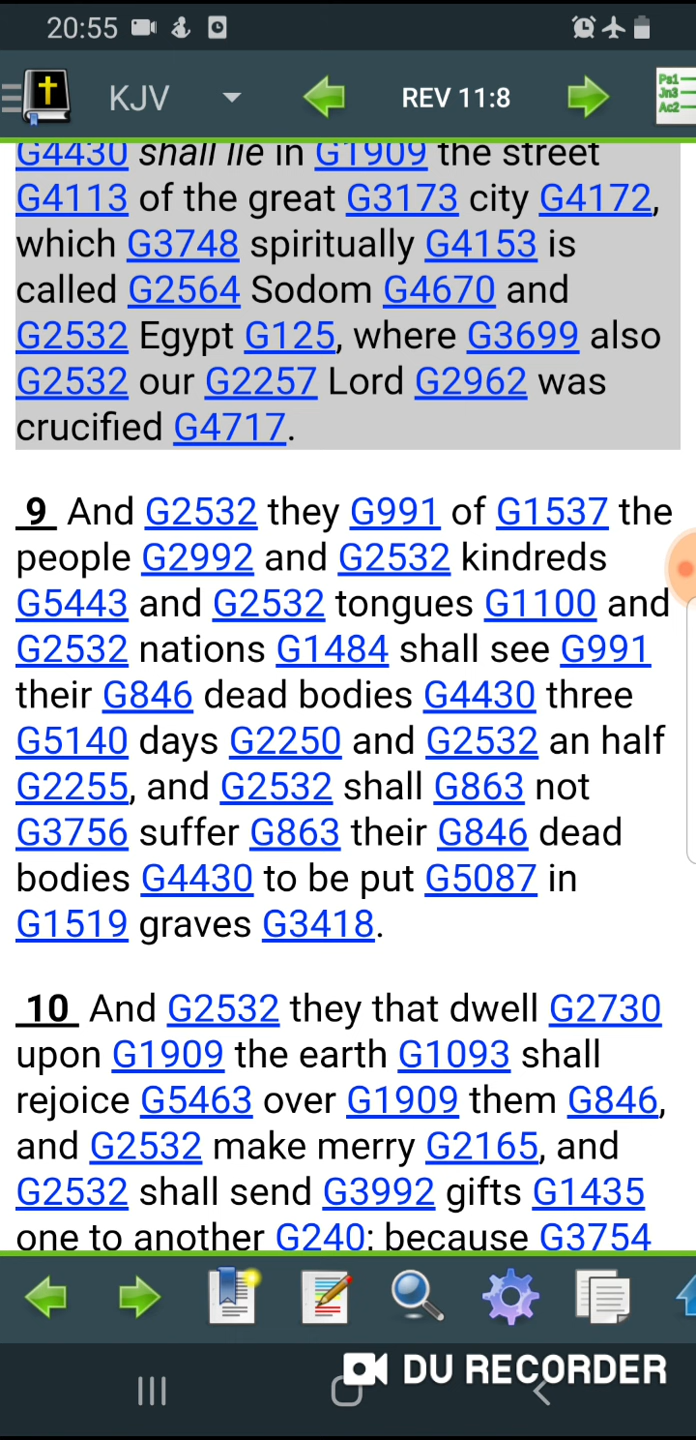 20:55
KJV
REV 11:8
Ps1
Jn3
Ac2
G4430 shall lie in G1909 the street
G4113 of the great G3173 city G4172,
which G3748 spiritually G4153 is
called G2564 Sodom G4670 and
G2532 Egypt G125, where G3699 also
G2532 our G2257 Lord G2962 was
crucified G4717.
9 And G2532 they G991 of G1537 the
people G2992 and G2532 kindreds
G5443 and G2532 tongues G1100 and
G2532 nations G1484 shall see G991
their G846 dead bodies G4430 three
G5140 days G2250 and G2532 an half
G2255, and G2532 shall G863 not
G3756 suffer G863 their G846 dead
bodies G4430 to be put G5087 in
G1519 graves G3418.
10 And G2532 they that dwell G2730
upon G1909 the earth G1093 shall
rejoice G5463 over G1909 them G846,
and G2532 make merry G2165, and
G2532 shall send G3992 gifts G1435
one to another G240; because G3754
DU RECORDER